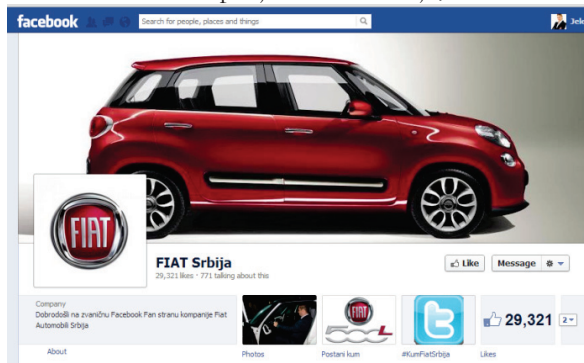 facebook
Search for people, places and things
Jele
FIAT
FIAT Srbija
29,321 likes · 771 talking about this
Like
Message
Company
Dobrodošli na zvaničnu Facebook Fan stranu kompanije Fiat
Automobili Srbija
About
Photos
500L
Postani kum
#KumFiatSrbija
29,321
Likes
2